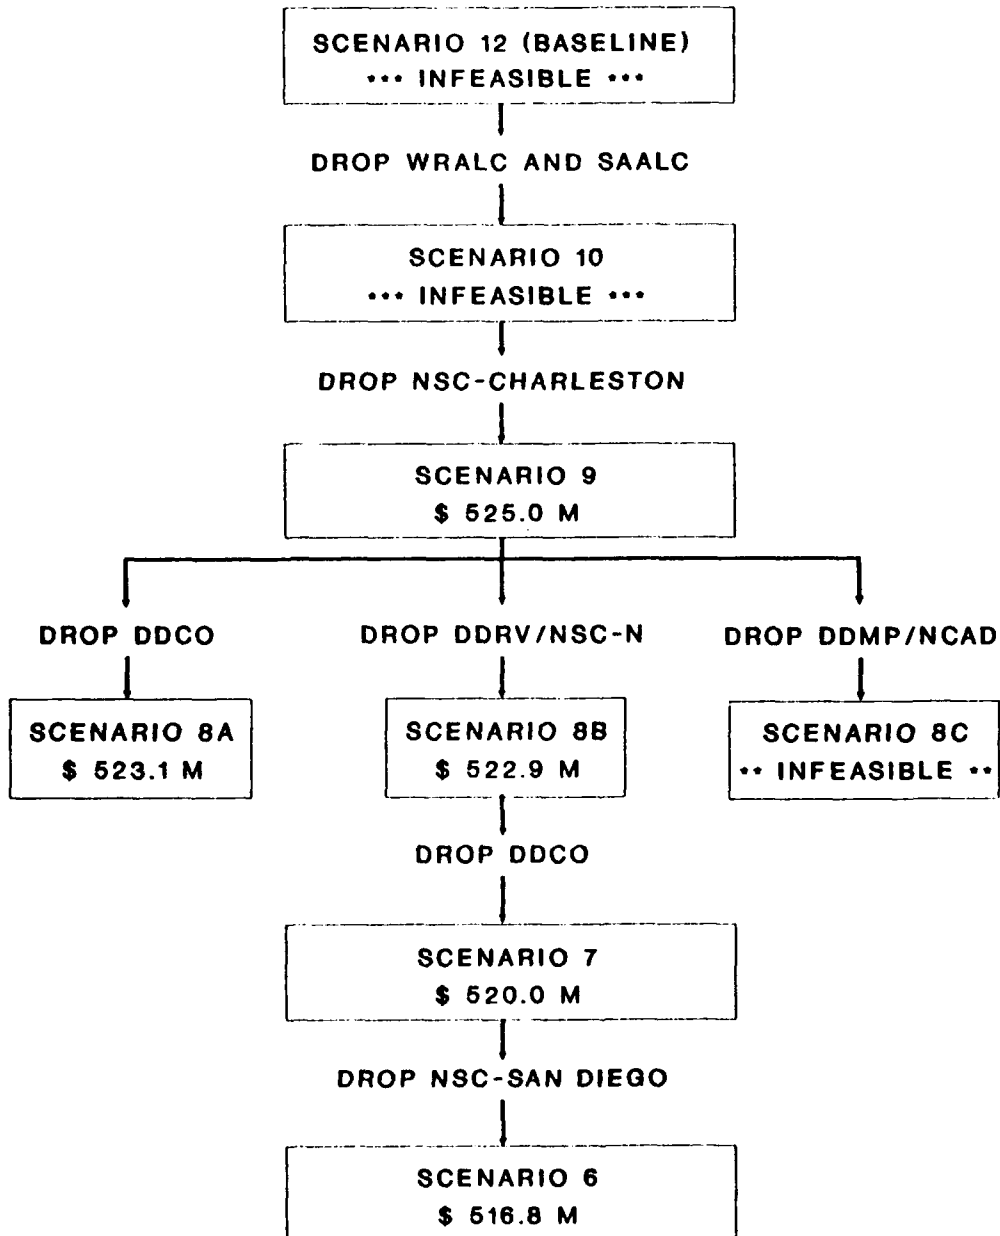 SCENARIO 12 (BASELINE)
*** INFEASIBLE ***
DROP WRALC AND SAALC
SCENARIO 10
*** INFEASIBLE ***
DROP NSC-CHARLESTON
SCENARIO 9
$ 525.0 M
DROP DDCO
DROP DDRV/NSC-N
DROP DDMP/NCAD
SCENARIO 8A
$ 523.1 M
SCENARIO 8B
$ 522.9 M
SCENARIO 8C
** INFEASIBLE **
DROP DDCO
SCENARIO 7
$ 520.0 M
DROP NSC-SAN DIEGO
SCENARIO 6
$ 516.8 M